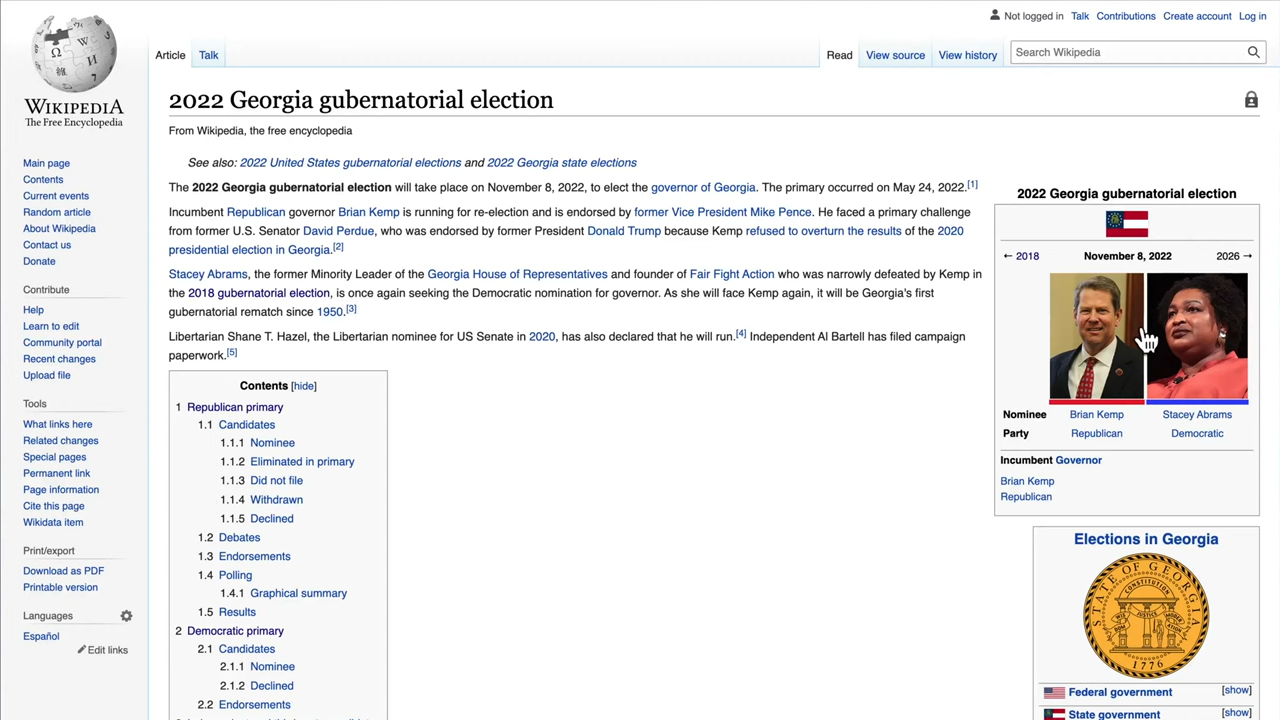 Not logged in Talk Contributions Create account Log in
Article Talk Read View source View history Search Wikipedia
WIKIPEDIA
The Free Encyclopedia
Main page
Contents
Current events
Random article
About Wikipedia
Contact us
Donate
Contribute
Help
Learn to edit
Community portal
Recent changes
Upload file
Tools
What links here
Related changes
Special pages
Permanent link
Page information
Cite this page
Wikidata item
Print/export
Download as PDF
Printable version
Languages
Español
Edit links
2022 Georgia gubernatorial election
From Wikipedia, the free encyclopedia
See also: 2022 United States gubernatorial elections and 2022 Georgia state elections
The 2022 Georgia gubernatorial election will take place on November 8, 2022, to elect the governor of Georgia. The primary occurred on May 24, 2022.[1]
Incumbent Republican governor Brian Kemp is running for re-election and is endorsed by former Vice President Mike Pence. He faced a primary challenge
from former U.S. Senator David Perdue, who was endorsed by former President Donald Trump because Kemp refused to overturn the results of the 2020
presidential election in Georgia.[2]
Stacey Abrams, the former Minority Leader of the Georgia House of Representatives and founder of Fair Fight Action who was narrowly defeated by Kemp in
the 2018 gubernatorial election, is once again seeking the Democratic nomination for governor. As she will face Kemp again, it will be Georgia's first
gubernatorial rematch since 1950.[3]
Libertarian Shane T. Hazel, the Libertarian nominee for US Senate in 2020, has also declared that he will run.[4] Independent Al Bartell has filed campaign
paperwork.[5]
Contents [hide]
1 Republican primary
1.1 Candidates
1.1.1 Nominee
1.1.2 Eliminated in primary
1.1.3 Did not file
1.1.4 Withdrawn
1.1.5 Declined
1.2 Debates
1.3 Endorsements
1.4 Polling
1.4.1 Graphical summary
1.5 Results
2 Democratic primary
2.1 Candidates
2.1.1 Nominee
2.1.2 Declined
2.2 Endorsements
2022 Georgia gubernatorial election
← 2018 November 8, 2022 2026 →
Nominee Brian Kemp Stacey Abrams
Party Republican Democratic
Incumbent Governor
Brian Kemp
Republican
Elections in Georgia
STATE OF GEORGIA
CONSTITUTION
1776
Federal government [show]
State government [show]